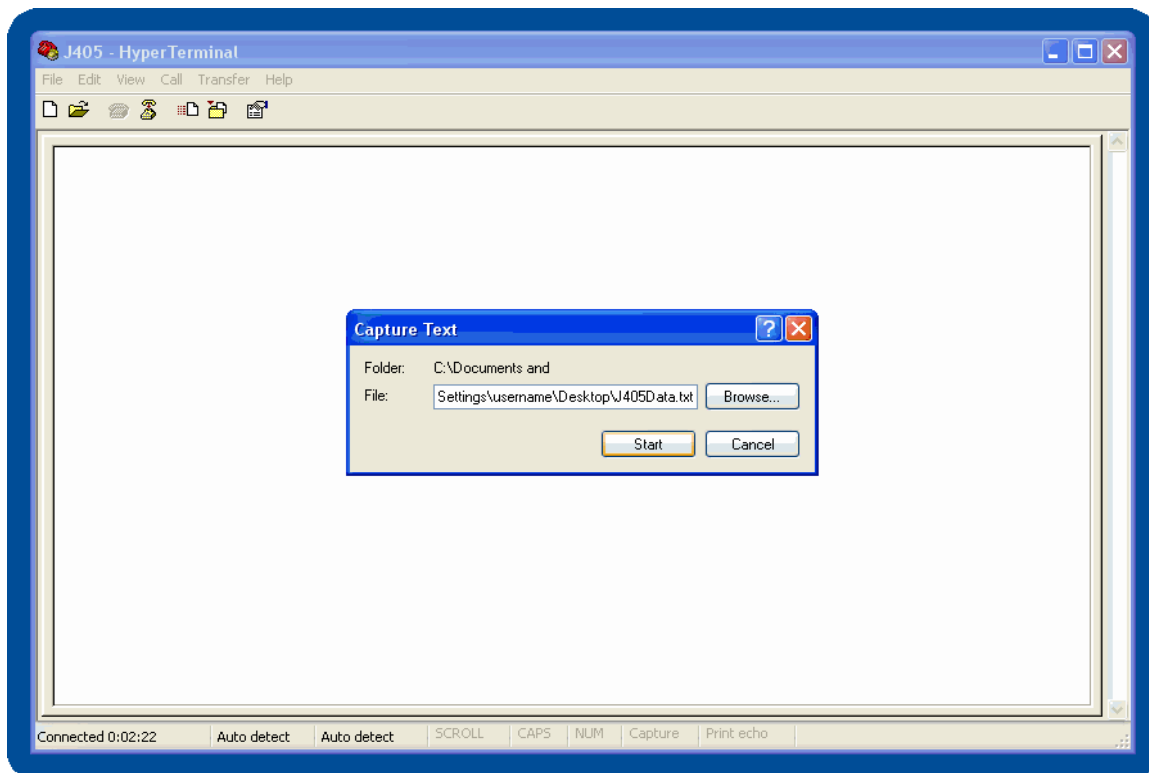 J405 - HyperTerminal
File Edit View Call Transfer Help
Capture Text
Folder: C:\Documents and
File: Settings\username\Desktop\J405Data.txt Browse...
Start Cancel
Connected 0:02:22 Auto detect Auto detect SCROLL CAPS NUM Capture Print echo